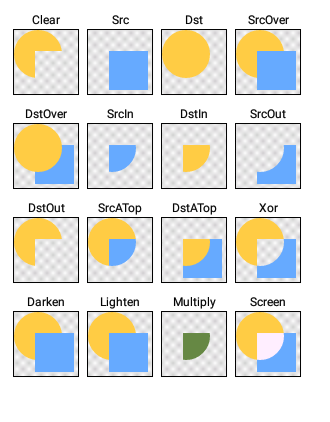 Clear Src Dst SrcOver
DstOver SrcIn DstIn SrcOut
DstOut SrcATop DstATop Xor
Darken Lighten Multiply Screen